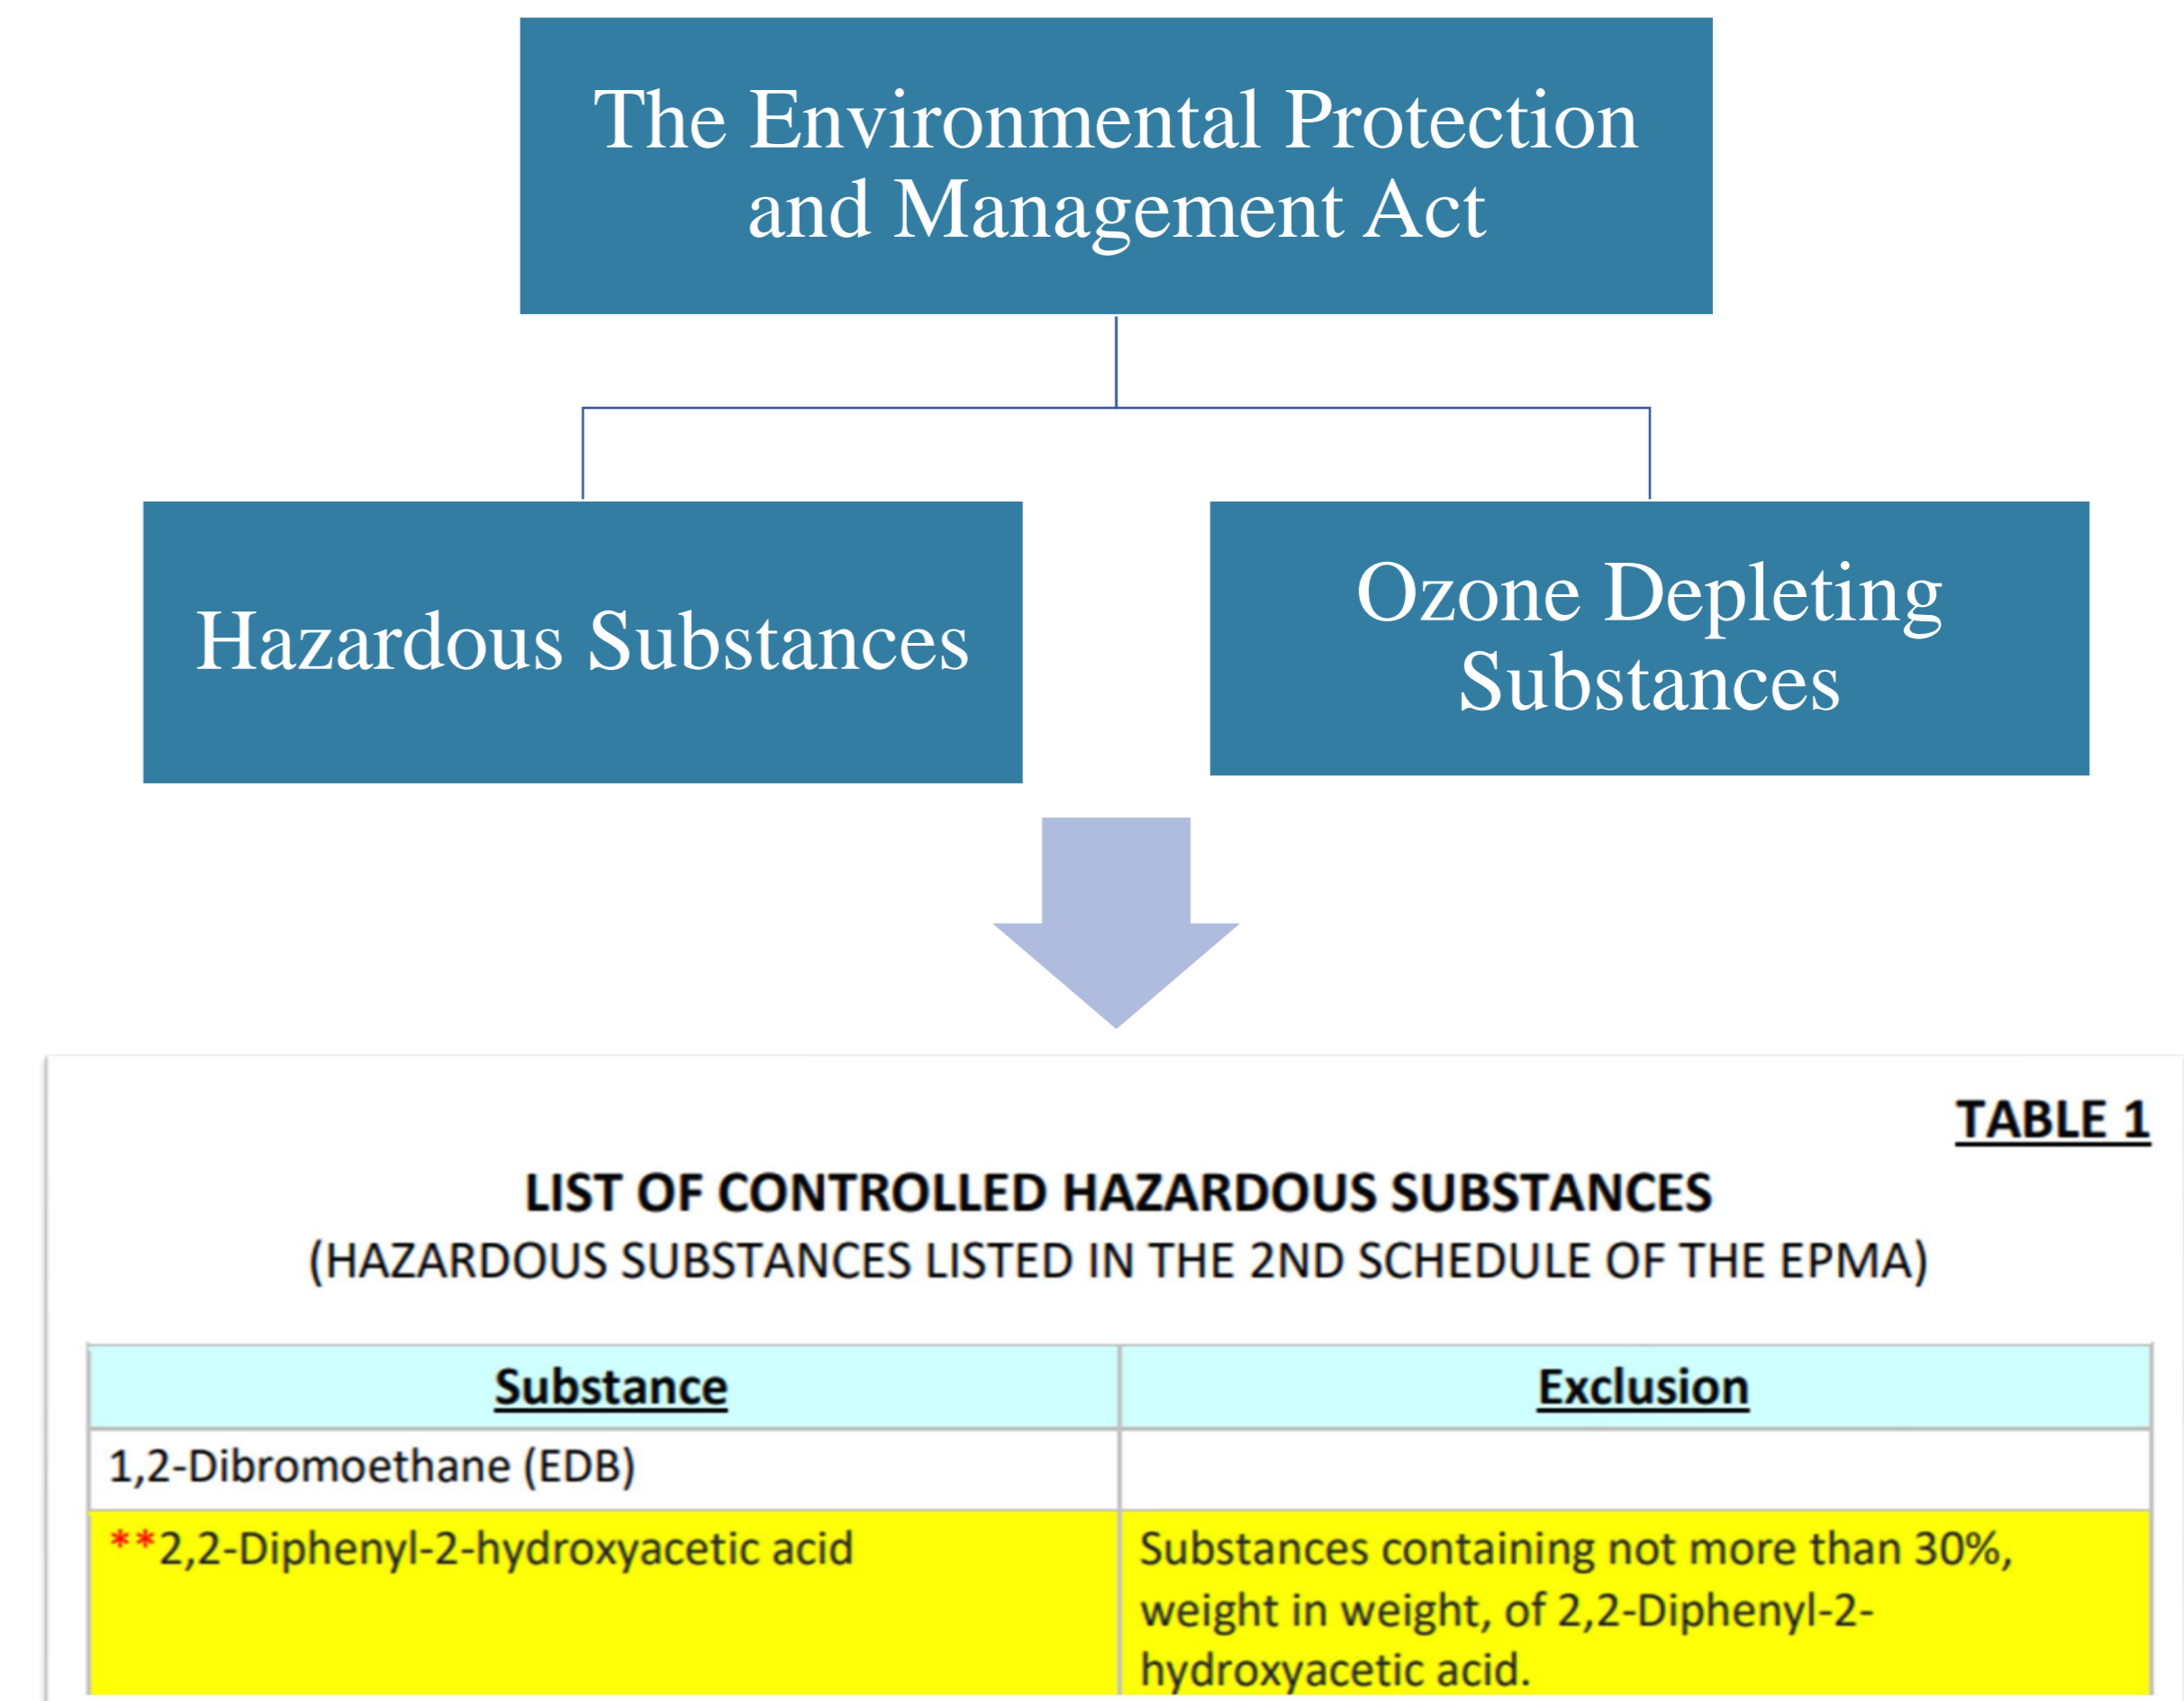 The Environmental Protection
and Management Act
Hazardous Substances
Ozone Depleting
Substances
TABLE 1
LIST OF CONTROLLED HAZARDOUS SUBSTANCES
(HAZARDOUS SUBSTANCES LISTED IN THE 2ND SCHEDULE OF THE EPMA)
Substance
Exclusion
1,2-Dibromoethane (EDB)
**2,2-Diphenyl-2-hydroxyacetic acid
Substances containing not more than 30%,
weight in weight, of 2,2-Diphenyl-2-
hydroxyacetic acid.